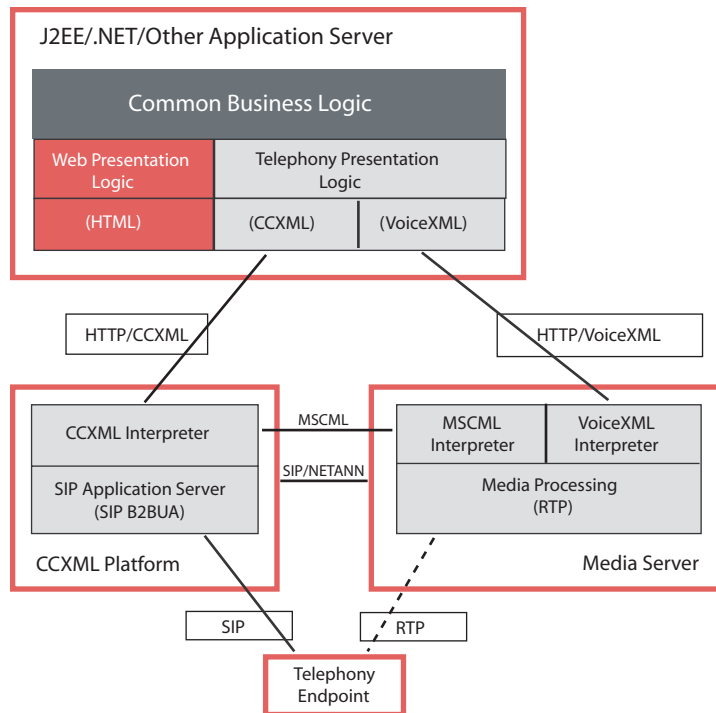 J2EE/.NET/Other Application Server
Common Business Logic
Web Presentation
Logic
Telephony Presentation
Logic
(HTML)
(CCXML)
(VoiceXML)
HTTP/CCXML
HTTP/VoiceXML
CCXML Interpreter
MSCML
MSCML
Interpreter
VoiceXML
Interpreter
SIP/NETANN
SIP Application Server
(SIP B2BUA)
Media Processing
(RTP)
CCXML Platform
Media Server
SIP
RTP
Telephony
Endpoint